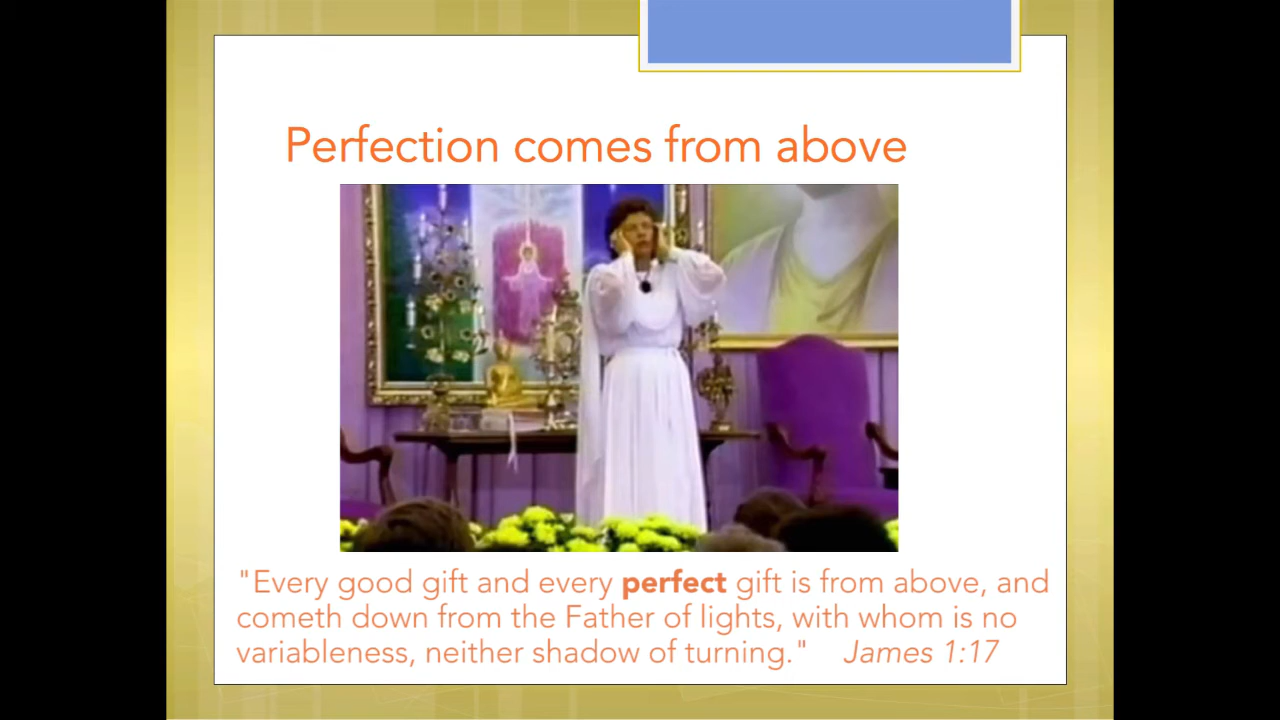 Perfection comes from above
"Every good gift and every perfect gift is from above, and
cometh down from the Father of lights, with whom is no
variableness, neither shadow of turning."    James 1:17